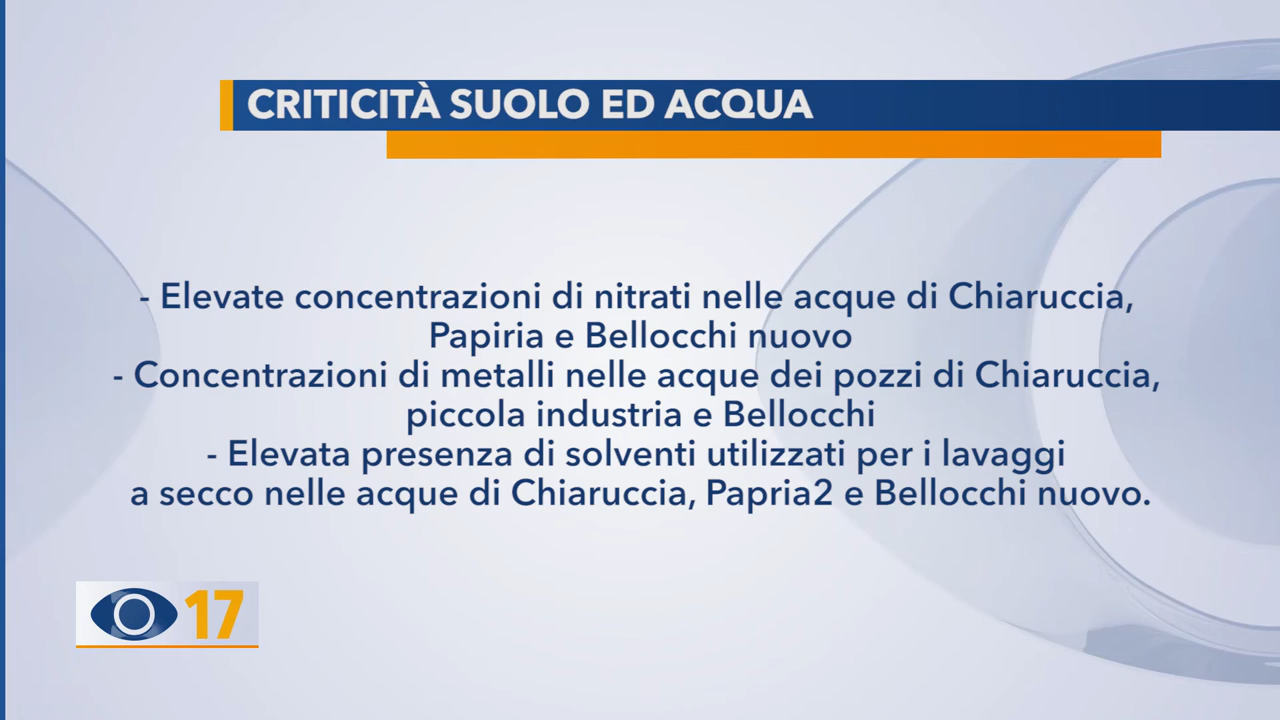 CRITICITÀ SUOLO ED ACQUA
- Elevate concentrazioni di nitrati nelle acque di Chiaruccia,
Papiria e Bellocchi nuovo
- Concentrazioni di metalli nelle acque dei pozzi di Chiaruccia,
piccola industria e Bellocchi
- Elevata presenza di solventi utilizzati per i lavaggi
a secco nelle acque di Chiaruccia, Papria2 e Bellocchi nuovo.
17